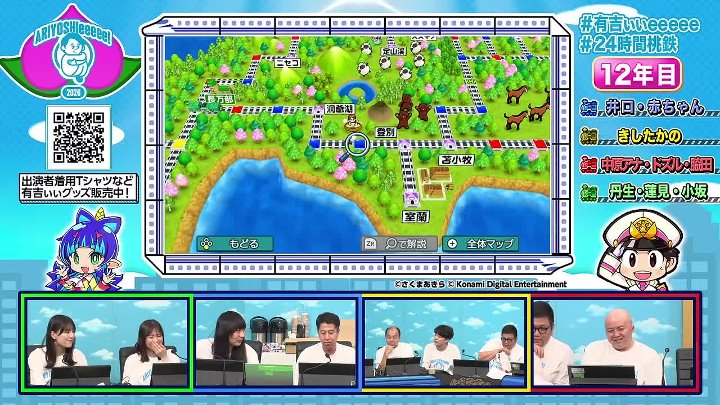 ARIYOSHIeeeee!
2026
出演者着用Tシャツなど
有吉ぃぃグッズ販売中!
ニセコ
定山渓
長万部
洞爺湖
登別
苫小牧
室蘭
もどる
ZR
で解説
全体マップ
©さくまあきら © Konami Digital Entertainment
#有吉ぃぃeeeee
#24時間桃鉄
12年目
井口・赤ちゃん
きしたかの
中原アナ・ドズル・脇田
丹生・蓮見・小坂